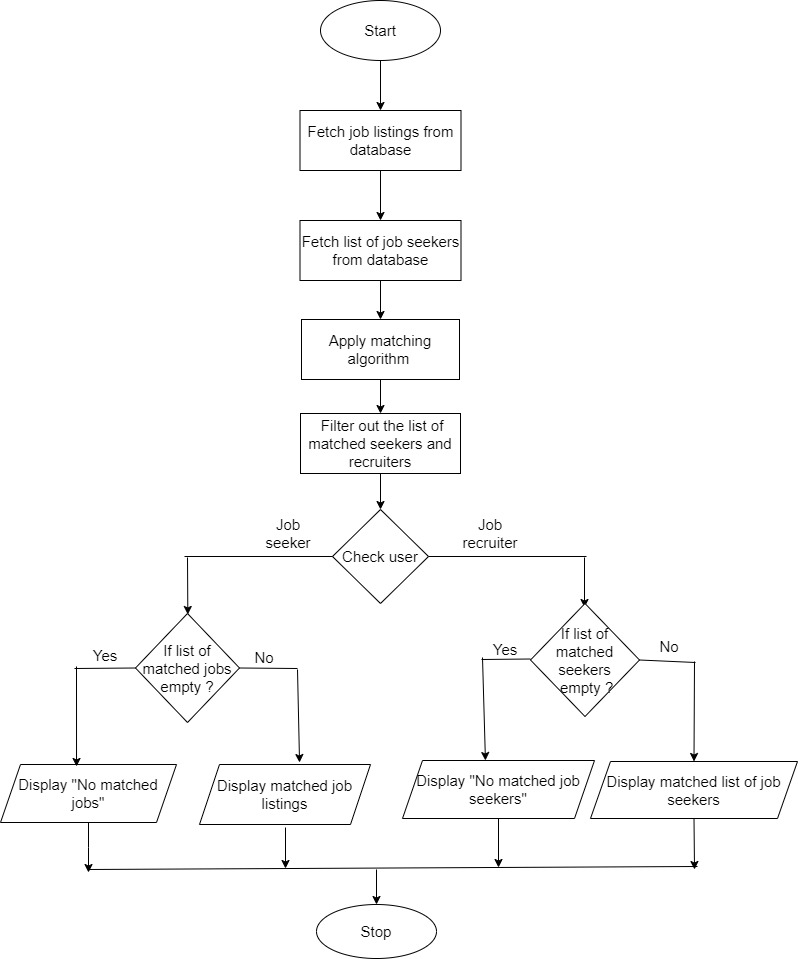 Start
Fetch job listings from
database
Fetch list of job seekers
from database
Apply matching
algorithm
Filter out the list of
matched seekers and
recruiters
Job
seeker
Check user
Job
recruiter
Yes
If list of
matched jobs
empty ?
No
Yes
If list of
matched
seekers
empty ?
No
Display "No matched
jobs"
Display matched job
listings
Display "No matched job
seekers"
Display matched list of job
seekers
Stop